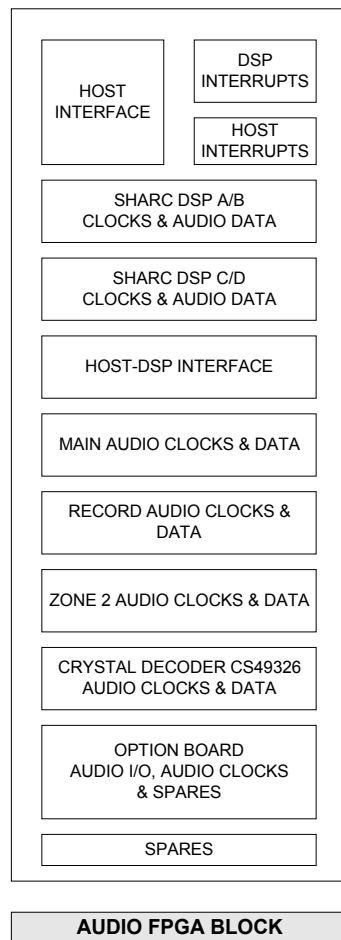 HOST
INTERFACE
DSP
INTERRUPTS
HOST
INTERRUPTS
SHARC DSP A/B
CLOCKS & AUDIO DATA
SHARC DSP C/D
CLOCKS & AUDIO DATA
HOST-DSP INTERFACE
MAIN AUDIO CLOCKS & DATA
RECORD AUDIO CLOCKS &
DATA
ZONE 2 AUDIO CLOCKS & DATA
CRYSTAL DECODER CS49326
AUDIO CLOCKS & DATA
OPTION BOARD
AUDIO I/O, AUDIO CLOCKS
& SPARES
SPARES
AUDIO FPGA BLOCK